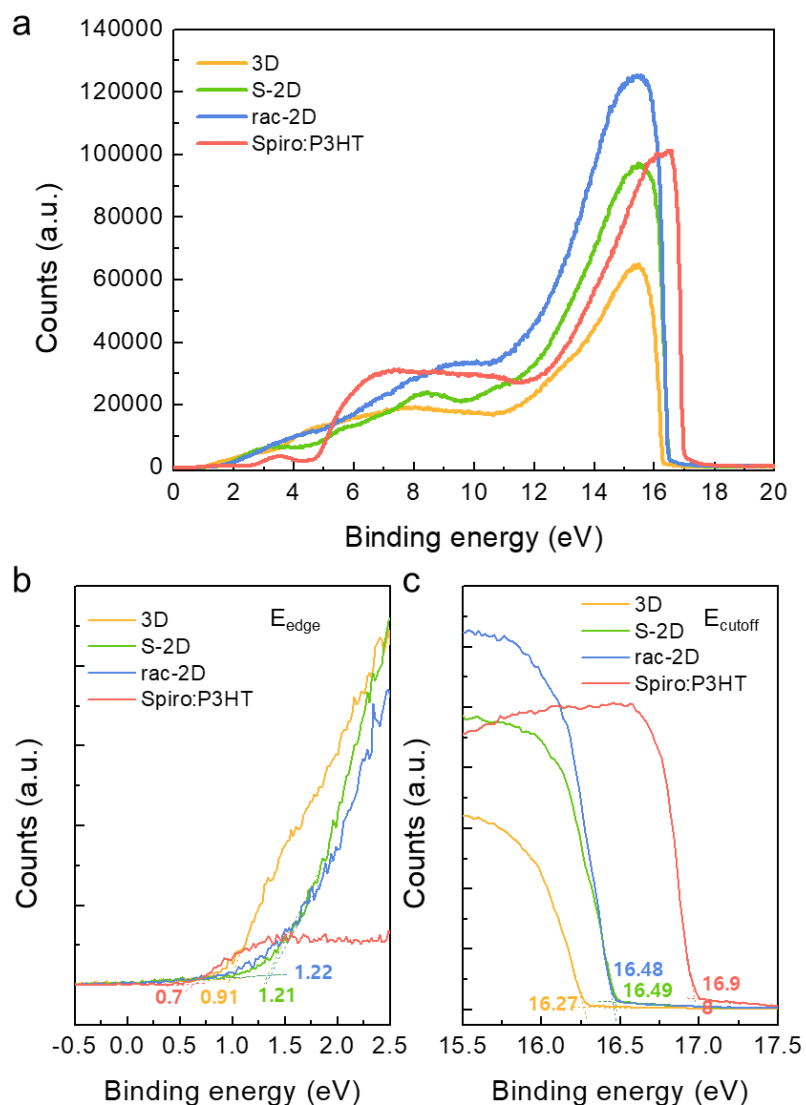 a
140000
120000
100000
80000
60000
40000
20000
0
Counts (a.u.)
3D
S-2D
rac-2D
Spiro:P3HT
0 2 4 6 8 10 12 14 16 18 20
Binding energy (eV)
b
Counts (a.u.)
3D
S-2D
rac-2D
Spiro:P3HT
Eedge
1.22
0.7 0.91 1.21
-0.5 0.0 0.5 1.0 1.5 2.0 2.5
Binding energy (eV)
c
Counts (a.u.)
3D
S-2D
rac-2D
Spiro:P3HT
Ecutoff
16.48
16.49
16.27
16.9
8
15.5 16.0 16.5 17.0 17.5
Binding energy (eV)